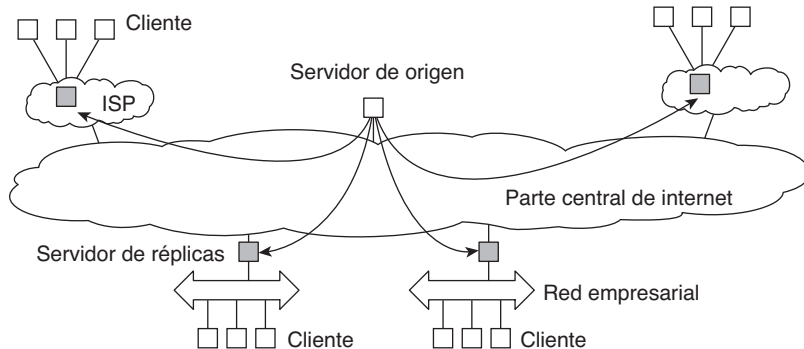 Cliente
Servidor de origen
ISP
Parte central de internet
Servidor de réplicas
Red empresarial
Cliente
Cliente